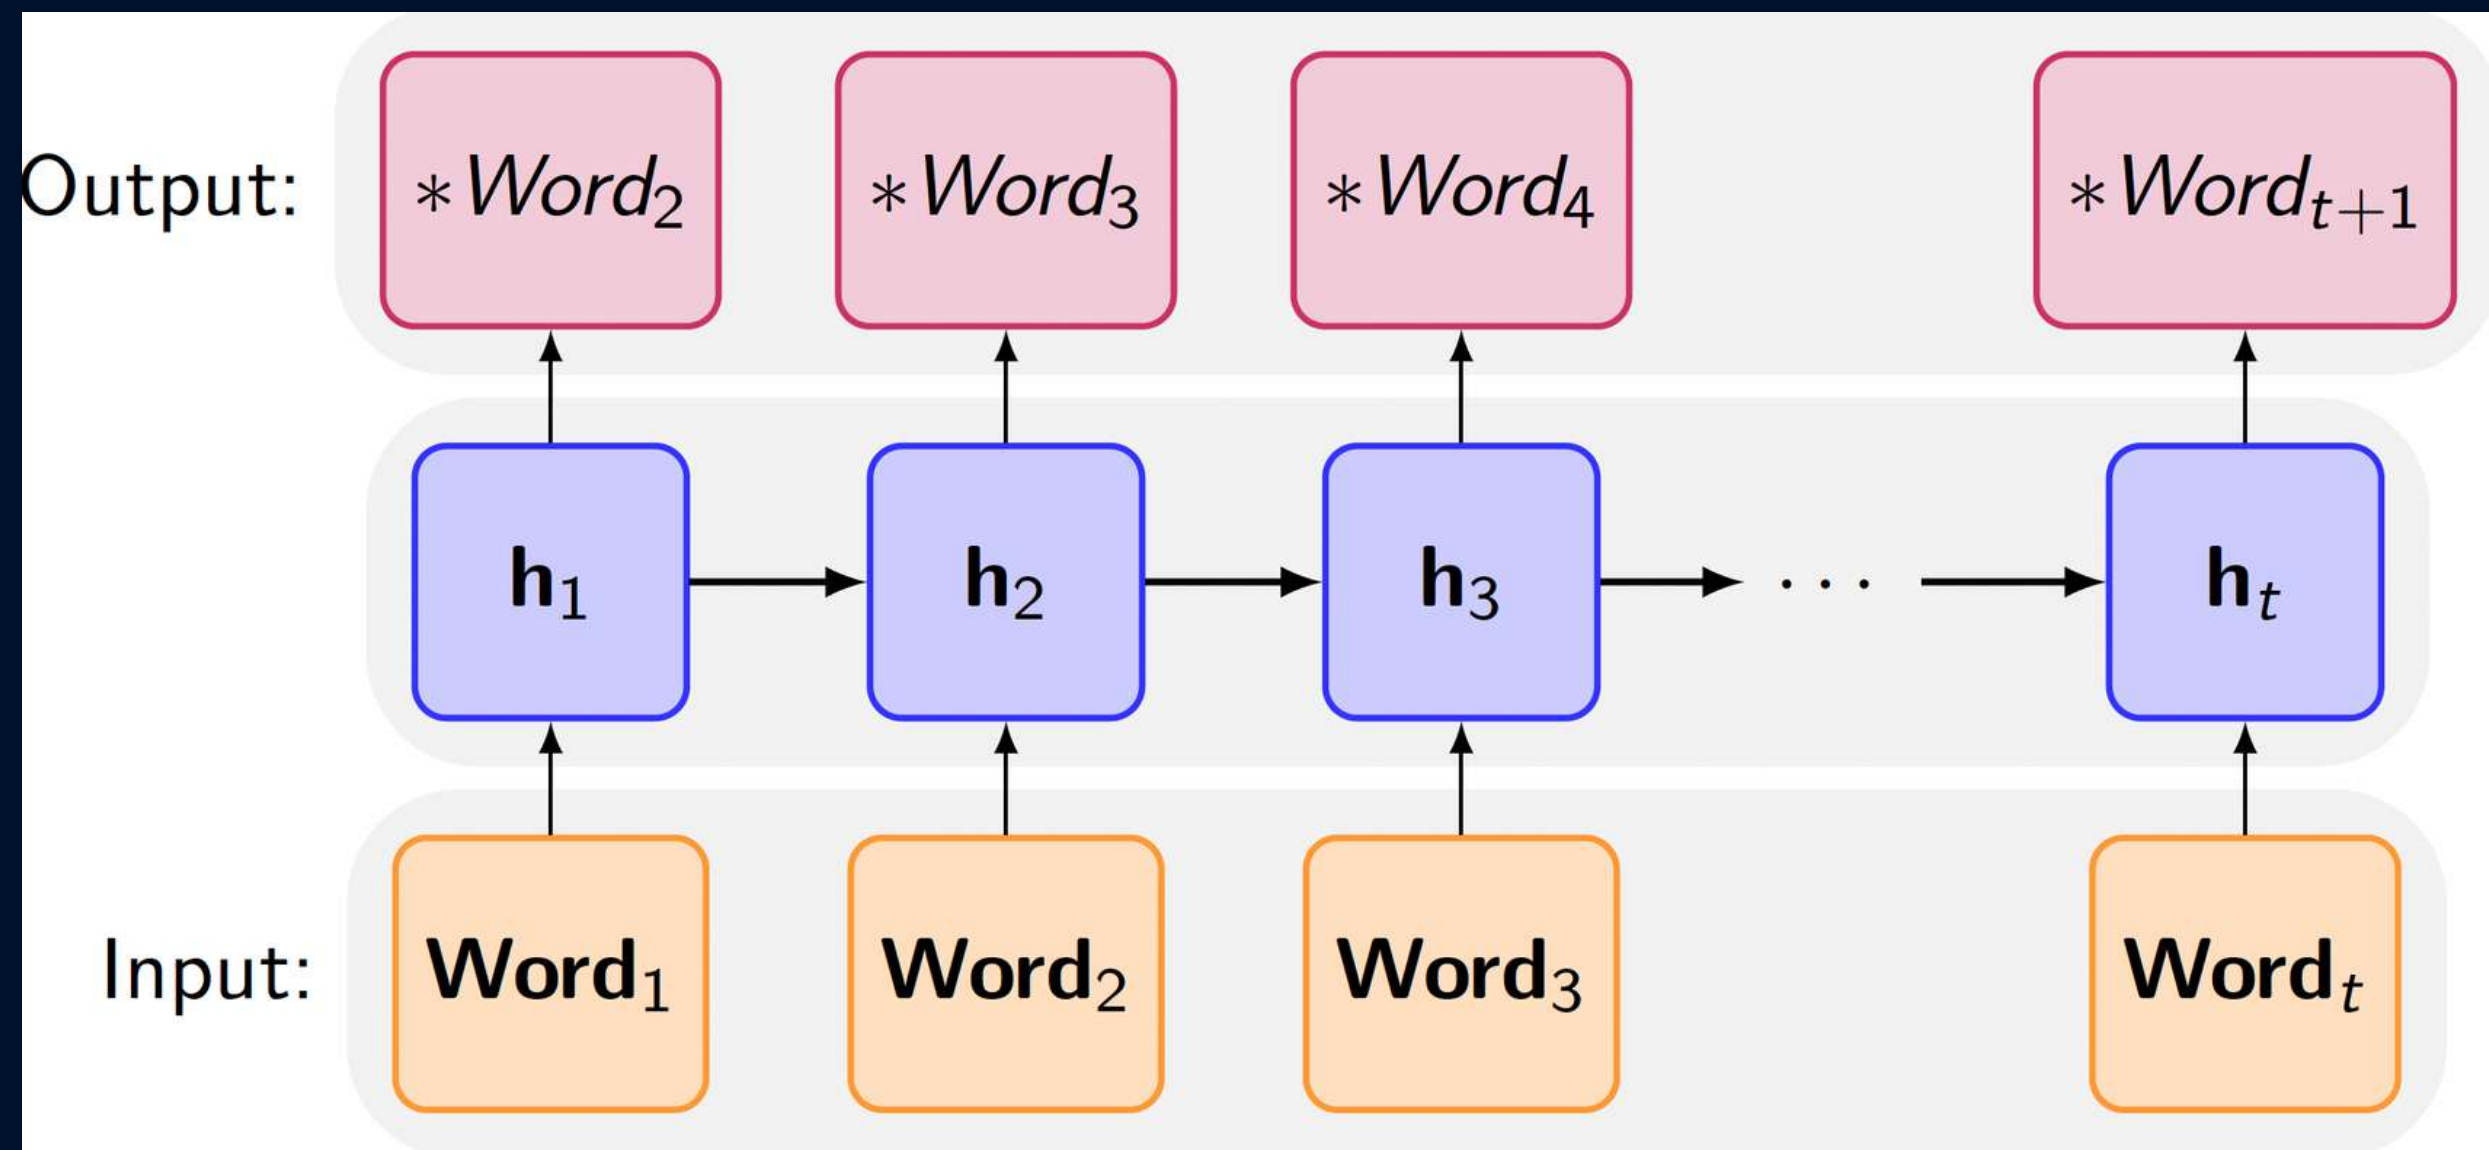 Output: *Word₂ *Word₃ *Word₄ *Wordₜ₊₁
h₁ h₂ h₃ ··· hₜ
Input: Word₁ Word₂ Word₃ Wordₜ